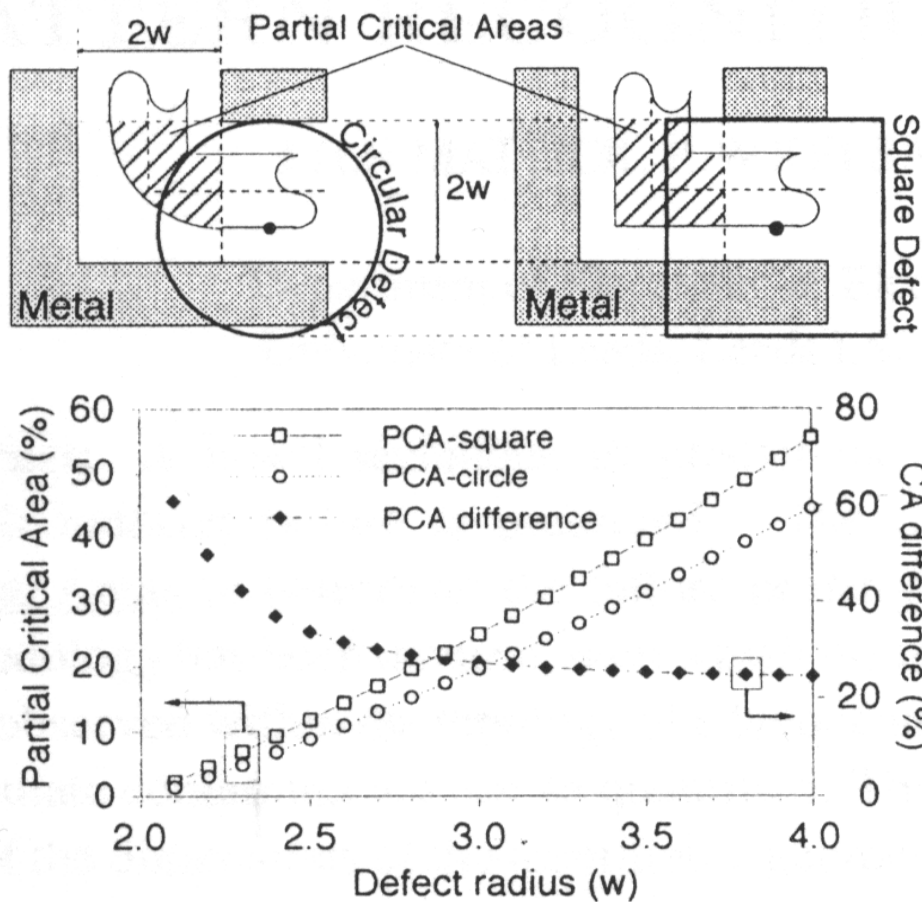 Partial Critical Areas
2w
2w
Circular Defect
Square Defect
Metal
Metal
Partial Critical Area (%)
60
50
40
30
20
10
0
PCA-square
PCA-circle
PCA difference
80
60
40
20
0
CA difference (%)
2.0
2.5
3.0
3.5
4.0
Defect radius (w)